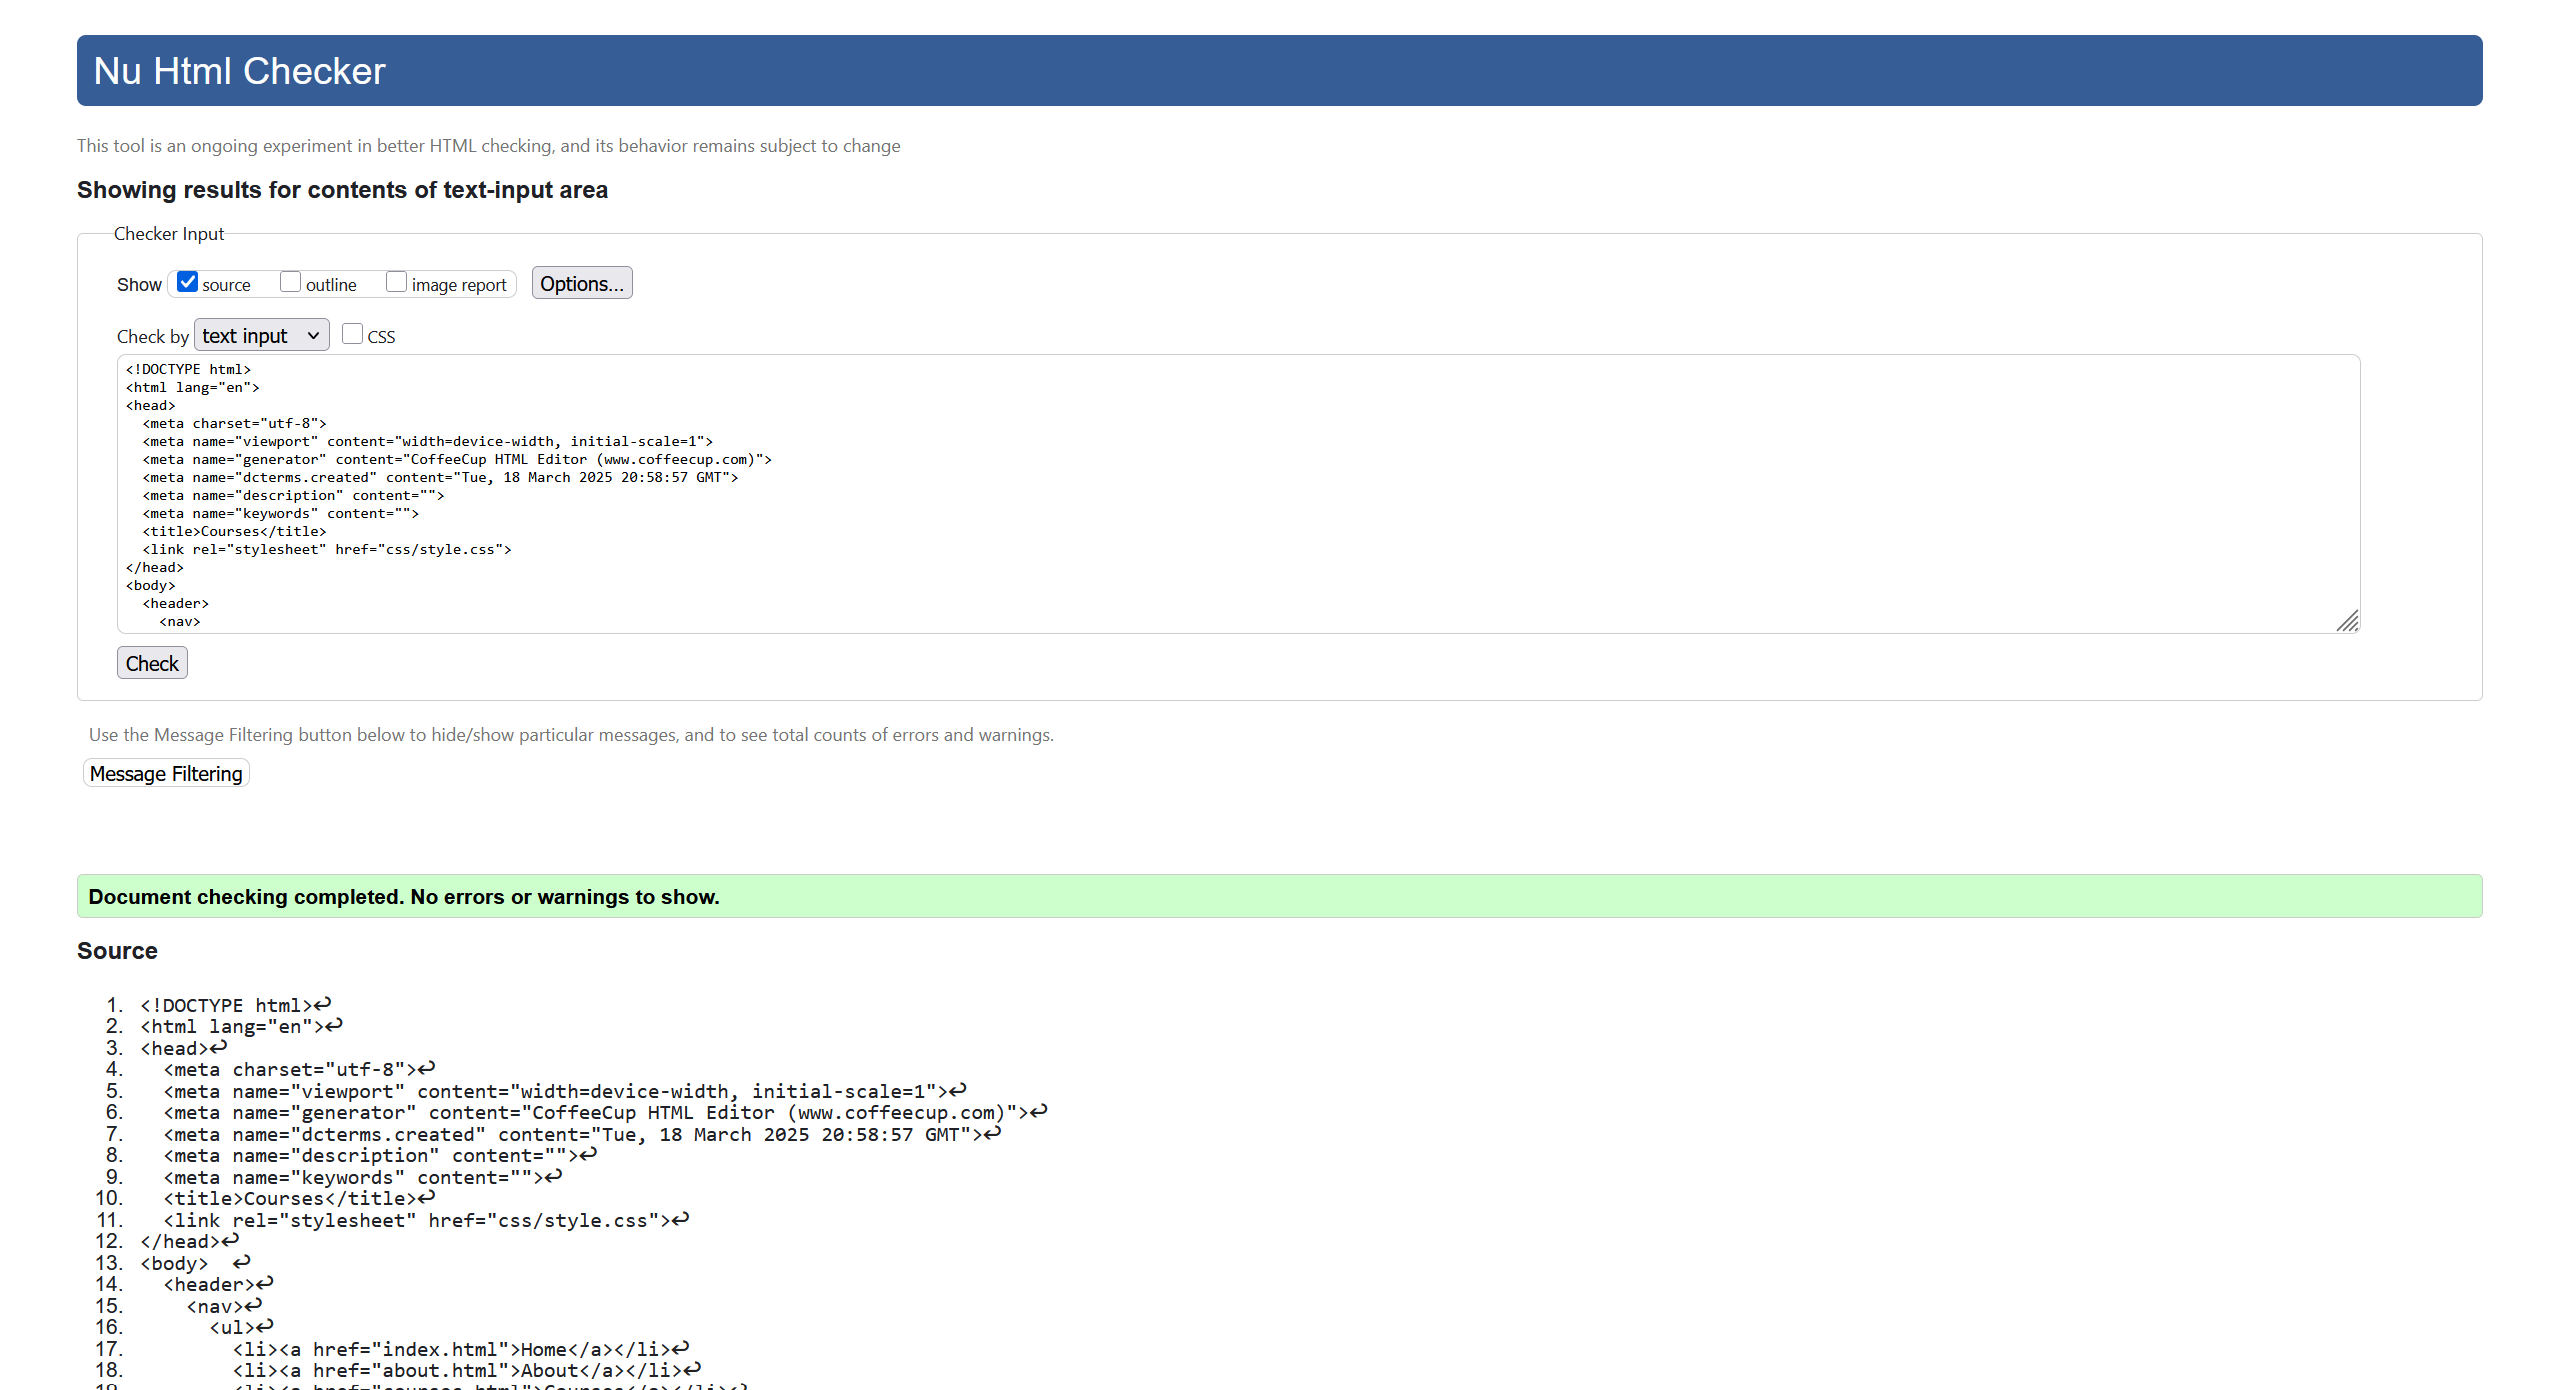 Nu Html Checker
This tool is an ongoing experiment in better HTML checking, and its behavior remains subject to change
Showing results for contents of text-input area
Checker Input
Show source outline image report Options...
Check by text input CSS
<!DOCTYPE html>
<html lang="en">
<head>
  <meta charset="utf-8">
  <meta name="viewport" content="width=device-width, initial-scale=1">
  <meta name="generator" content="CoffeeCup HTML Editor (www.coffeecup.com)">
  <meta name="dcterms.created" content="Tue, 18 March 2025 20:58:57 GMT">
  <meta name="description" content="">
  <meta name="keywords" content="">
  <title>Courses</title>
  <link rel="stylesheet" href="css/style.css">
</head>
<body>
  <header>
    <nav>
Check
Use the Message Filtering button below to hide/show particular messages, and to see total counts of errors and warnings.
Message Filtering
Document checking completed. No errors or warnings to show.
Source
1. <!DOCTYPE html>↩
2. <html lang="en">↩
3. <head>↩
4.   <meta charset="utf-8">↩
5.   <meta name="viewport" content="width=device-width, initial-scale=1">↩
6.   <meta name="generator" content="CoffeeCup HTML Editor (www.coffeecup.com)">↩
7.   <meta name="dcterms.created" content="Tue, 18 March 2025 20:58:57 GMT">↩
8.   <meta name="description" content="">↩
9.   <meta name="keywords" content="">↩
10.   <title>Courses</title>↩
11.   <link rel="stylesheet" href="css/style.css">↩
12. </head>↩
13. <body>  ↩
14.   <header>↩
15.     <nav>↩
16.       <ul>↩
17.         <li><a href="index.html">Home</a></li>↩
18.         <li><a href="about.html">About</a></li>↩
19.         <li><a href="courses.html">Courses</a></li>↩